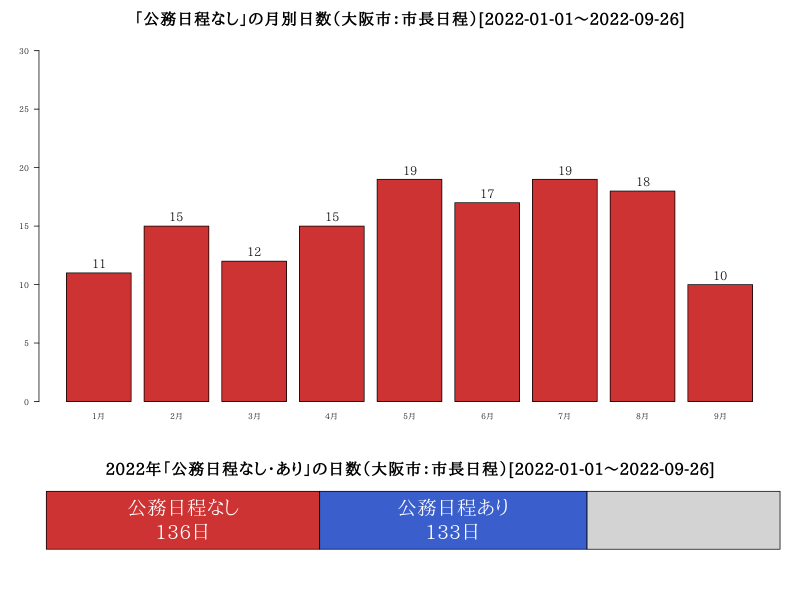 「公務日程なし」の月別日数(大阪市:市長日程)[2022-01-01〜2022-09-26]
30
25
20
15
10
5
0
11
15
12
15
19
17
19
18
10
1月
2月
3月
4月
5月
6月
7月
8月
9月
2022年「公務日程なし・あり」の日数(大阪市:市長日程)[2022-01-01〜2022-09-26]
公務日程なし
136日
公務日程あり
133日